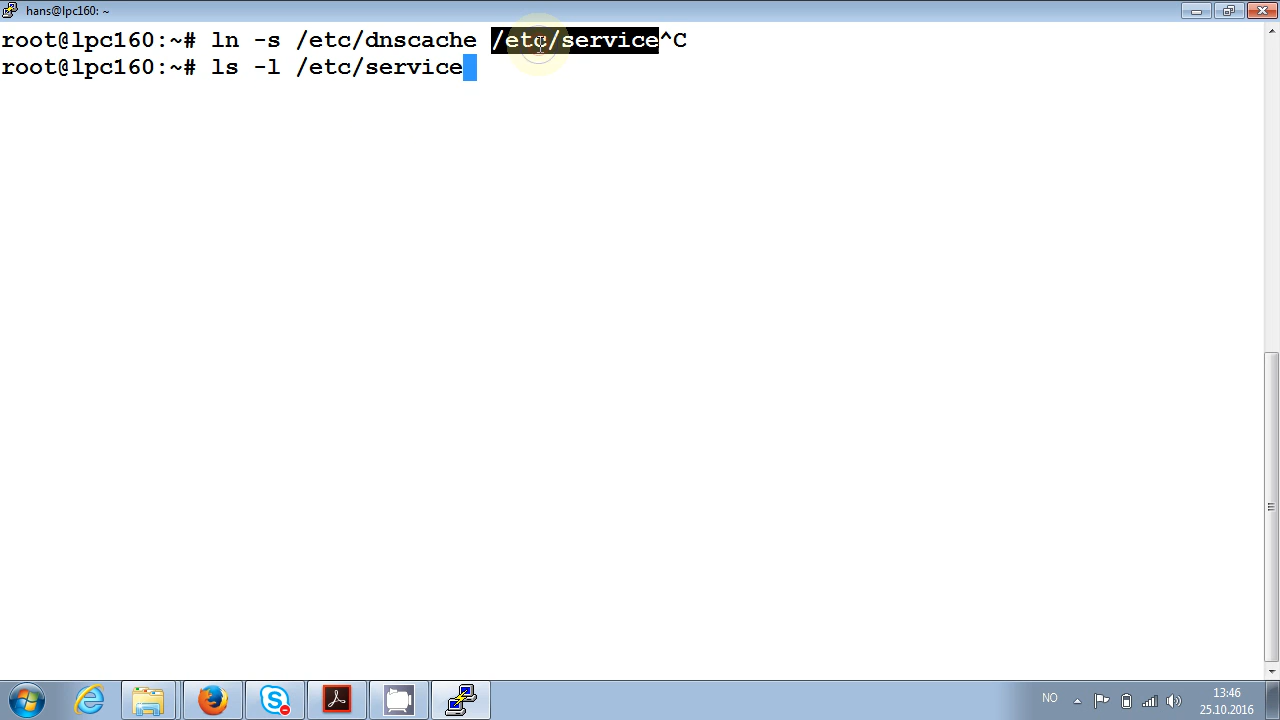 hans@lpc160: ~
root@lpc160:~# ln -s /etc/dnscache /etc/service^C
root@lpc160:~# ls -l /etc/service
NO
13:46
25.10.2016